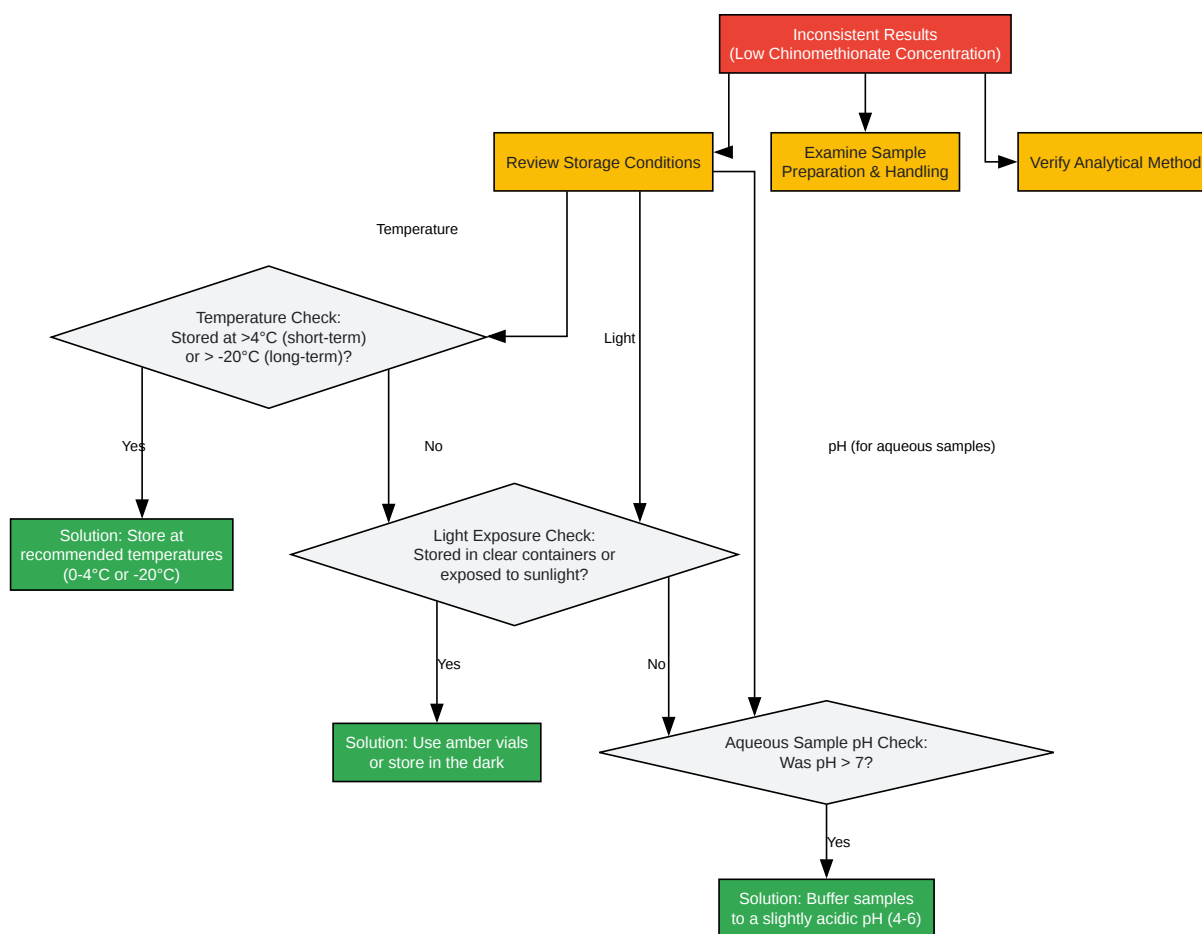 Inconsistent Results
(Low Chinomethionate Concentration)
Review Storage Conditions
Examine Sample
Preparation & Handling
Verify Analytical Method
Temperature
Temperature Check:
Stored at >4°C (short-term)
or > -20°C (long-term)?
Light
Yes
No
pH (for aqueous samples)
Solution: Store at
recommended temperatures
(0-4°C or -20°C)
Light Exposure Check:
Stored in clear containers or
exposed to sunlight?
Yes
No
Solution: Use amber vials
or store in the dark
Aqueous Sample pH Check:
Was pH > 7?
Yes
Solution: Buffer samples
to a slightly acidic pH (4-6)